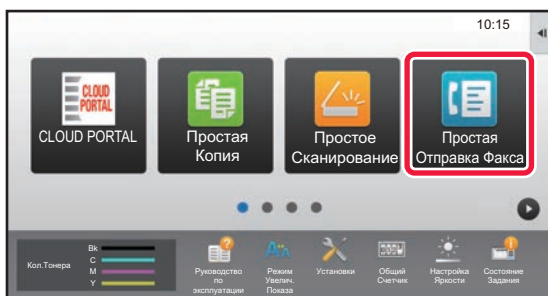 10:15
CLOUD
PORTAL
CLOUD PORTAL
Простая
Копия
Простое
Сканирование
Простая
Отправка Факса
Кол.Тонера
Bk
C
M
Y
Руководство
по
эксплуатации
Режим
Увелич.
Показа
Установки
Общий
Счетчик
Настройка
Яркости
Состояние
Задания